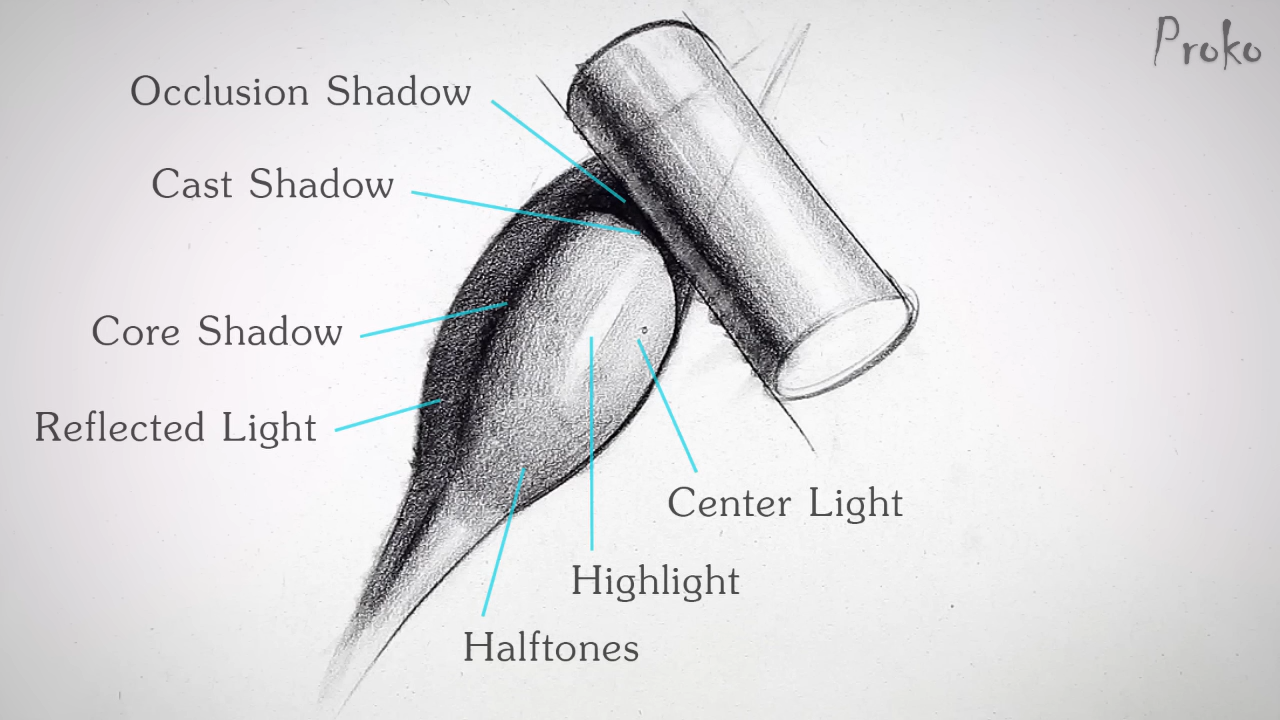 Proko
Occlusion Shadow
Cast Shadow
Core Shadow
Reflected Light
Center Light
Highlight
Halftones